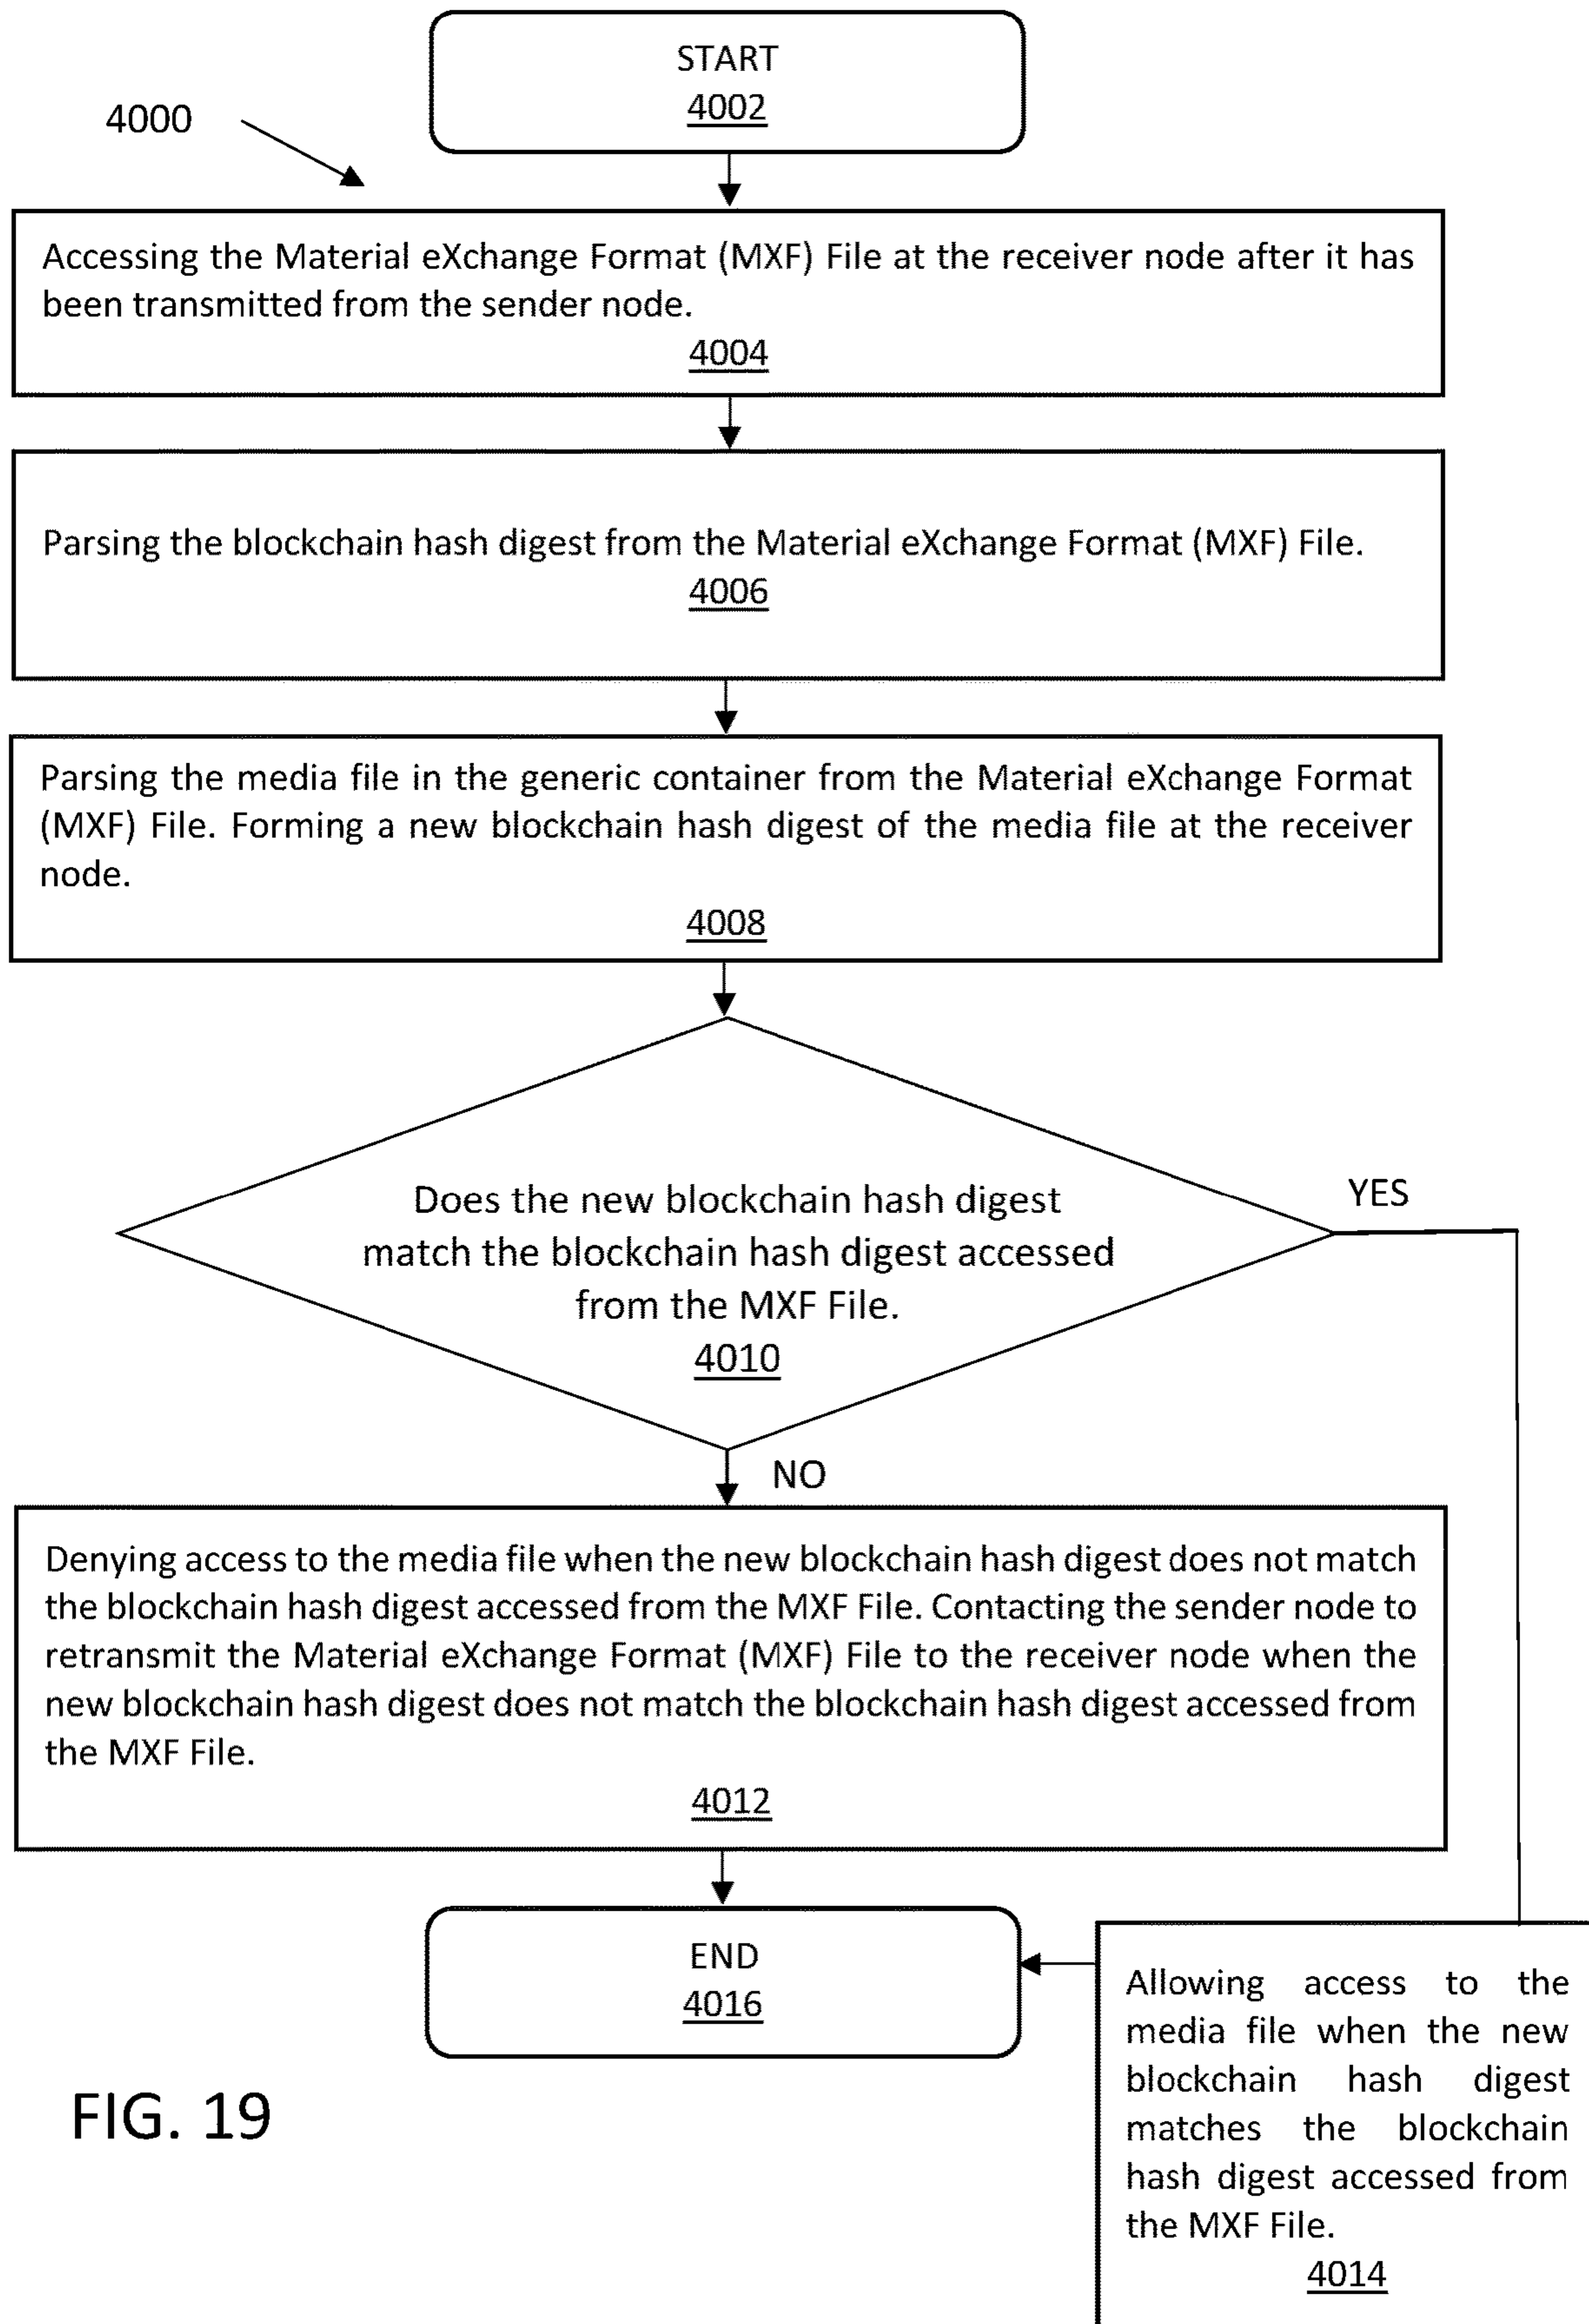 START
4002
4000
Accessing the Material eXchange Format (MXF) File at the receiver node after it has
been transmitted from the sender node.
4004
Parsing the blockchain hash digest from the Material eXchange Format (MXF) File.
4006
Parsing the media file in the generic container from the Material eXchange Format
(MXF) File. Forming a new blockchain hash digest of the media file at the receiver
node.
4008
Does the new blockchain hash digest
match the blockchain hash digest accessed
from the MXF File.
4010
YES
NO
Denying access to the media file when the new blockchain hash digest does not match
the blockchain hash digest accessed from the MXF File. Contacting the sender node to
retransmit the Material eXchange Format (MXF) File to the receiver node when the
new blockchain hash digest does not match the blockchain hash digest accessed from
the MXF File.
4012
END
4016
Allowing access to the
media file when the new
blockchain hash digest
matches the blockchain
hash digest accessed from
the MXF File.
4014
FIG. 19